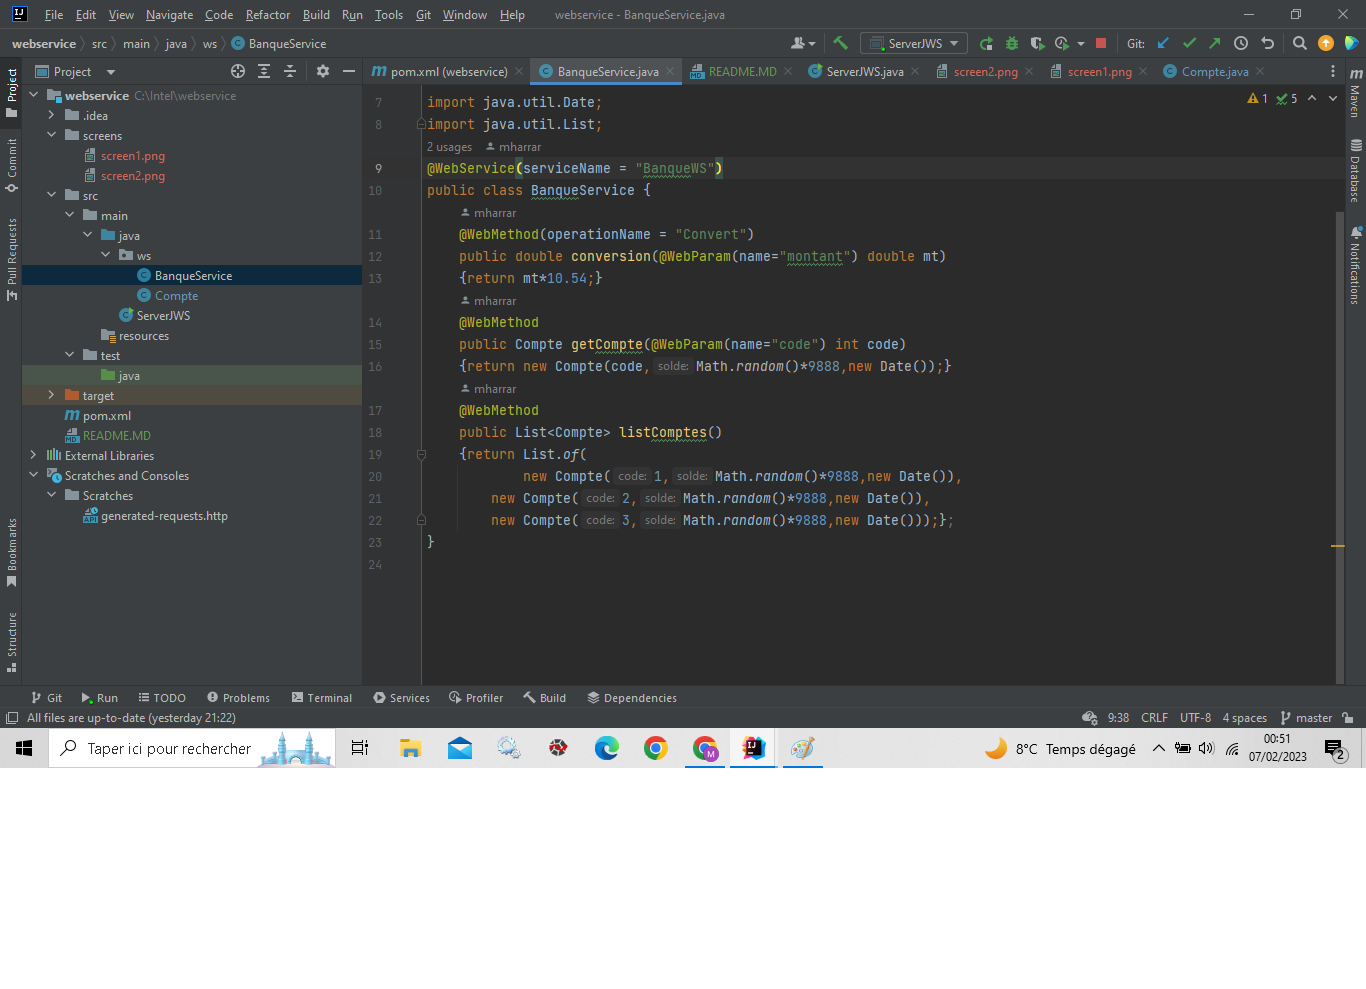 File Edit View Navigate Code Refactor Build Run Tools Git Window Help webservice - BanqueService.java
webservice src main java ws BanqueService ServerJWS Git:
Project
pom.xml (webservice) BanqueService.java README.MD ServerJWS.java screen2.png screen1.png Compte.java
webservice C:\Intel\webservice
.idea
screens
screen1.png
screen2.png
src
main
java
ws
BanqueService
Compte
ServerJWS
resources
test
java
target
pom.xml
README.MD
External Libraries
Scratches and Consoles
Scratches
generated-requests.http
Project
Commit
Pull Requests
Bookmarks
Structure
1 5
7 import java.util.Date;
8 import java.util.List;
2 usages mharrar
9 @WebService(serviceName = "BanqueWS")
10 public class BanqueService {
mharrar
11 @WebMethod(operationName = "Convert")
12 public double conversion(@WebParam(name="montant") double mt)
13 {return mt*10.54;}
mharrar
14 @WebMethod
15 public Compte getCompte(@WebParam(name="code") int code)
16 {return new Compte(code, solde: Math.random()*9888,new Date());}
mharrar
17 @WebMethod
18 public List<Compte> listComptes()
19 {return List.of(
20 new Compte( code: 1, solde: Math.random()*9888,new Date()),
21 new Compte( code: 2, solde: Math.random()*9888,new Date()),
22 new Compte( code: 3, solde: Math.random()*9888,new Date()));};
23 }
24
m Maven
Database
Notifications
Git Run TODO Problems Terminal Services Profiler Build Dependencies
All files are up-to-date (yesterday 21:22) 9:38 CRLF UTF-8 4 spaces master
Taper ici pour rechercher 8°C Temps dégagé 00:51
07/02/2023 2